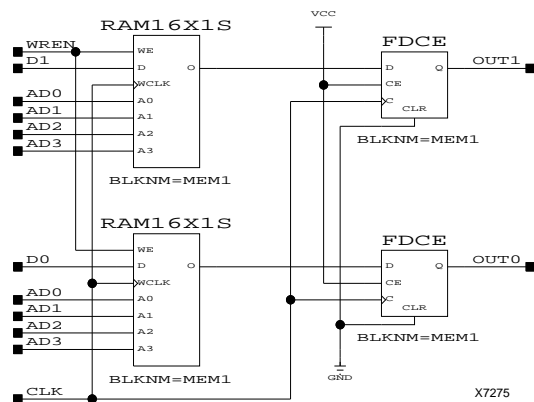 RAM16X1S
VCC
WREN
WE
FDCE
D1
D
O
D
Q
OUT1
WCLK
CE
AD0
A0
C
AD1
A1
CLR
AD2
A2
AD3
A3
BLKNM=MEM1
BLKNM=MEM1
RAM16X1S
WE
FDCE
D0
D
O
D
Q
OUT0
WCLK
CE
AD0
A0
C
AD1
A1
CLR
AD2
A2
BLKNM=MEM1
AD3
A3
GND
BLKNM=MEM1
CLK
X7275